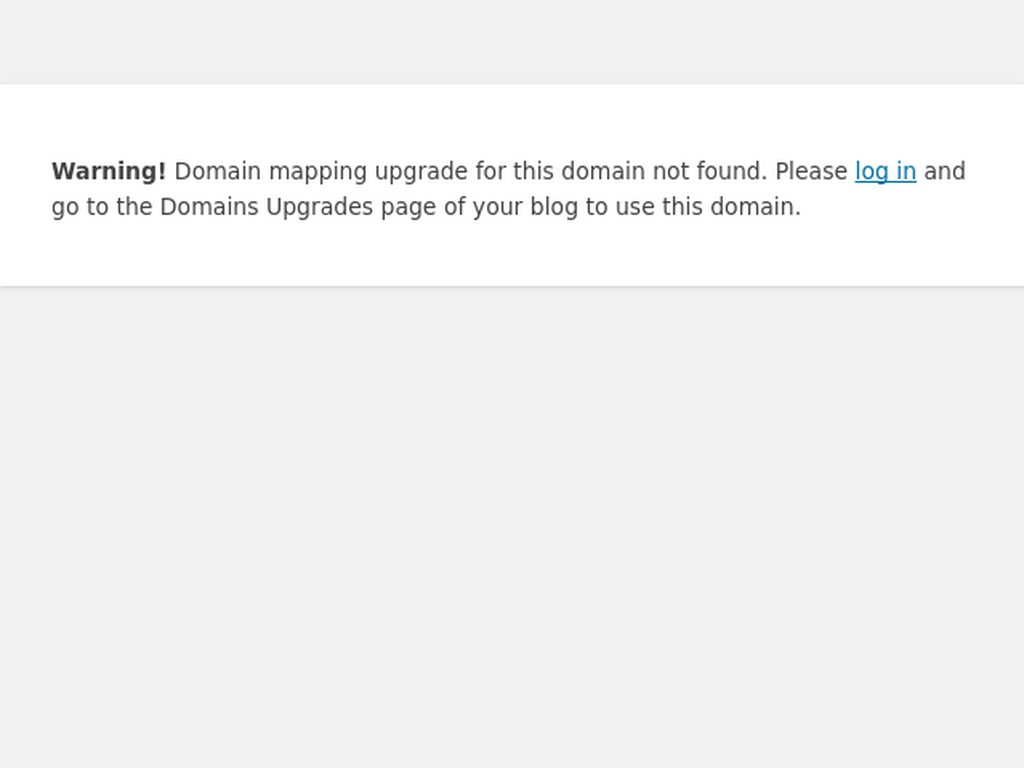 Warning! Domain mapping upgrade for this domain not found. Please log in and
go to the Domains Upgrades page of your blog to use this domain.